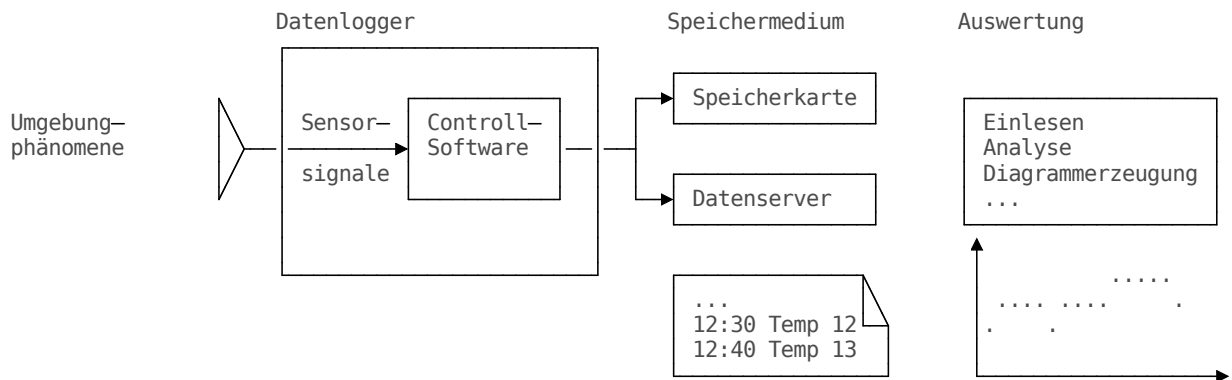 Datenlogger
Speichermedium
Auswertung
Umgebung—
phänomene
Sensor—
signale
Controll—
Software
Speicherkarte
Datenserver
...
12:30 Temp 12
12:40 Temp 13
Einlesen
Analyse
Diagrammerzeugung
...